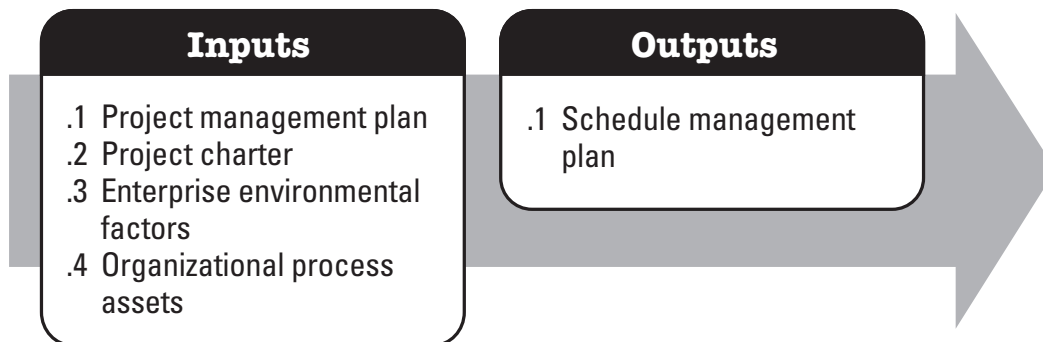 Inputs
.1 Project management plan
.2 Project charter
.3 Enterprise environmental
factors
.4 Organizational process
assets
Outputs
.1 Schedule management
plan